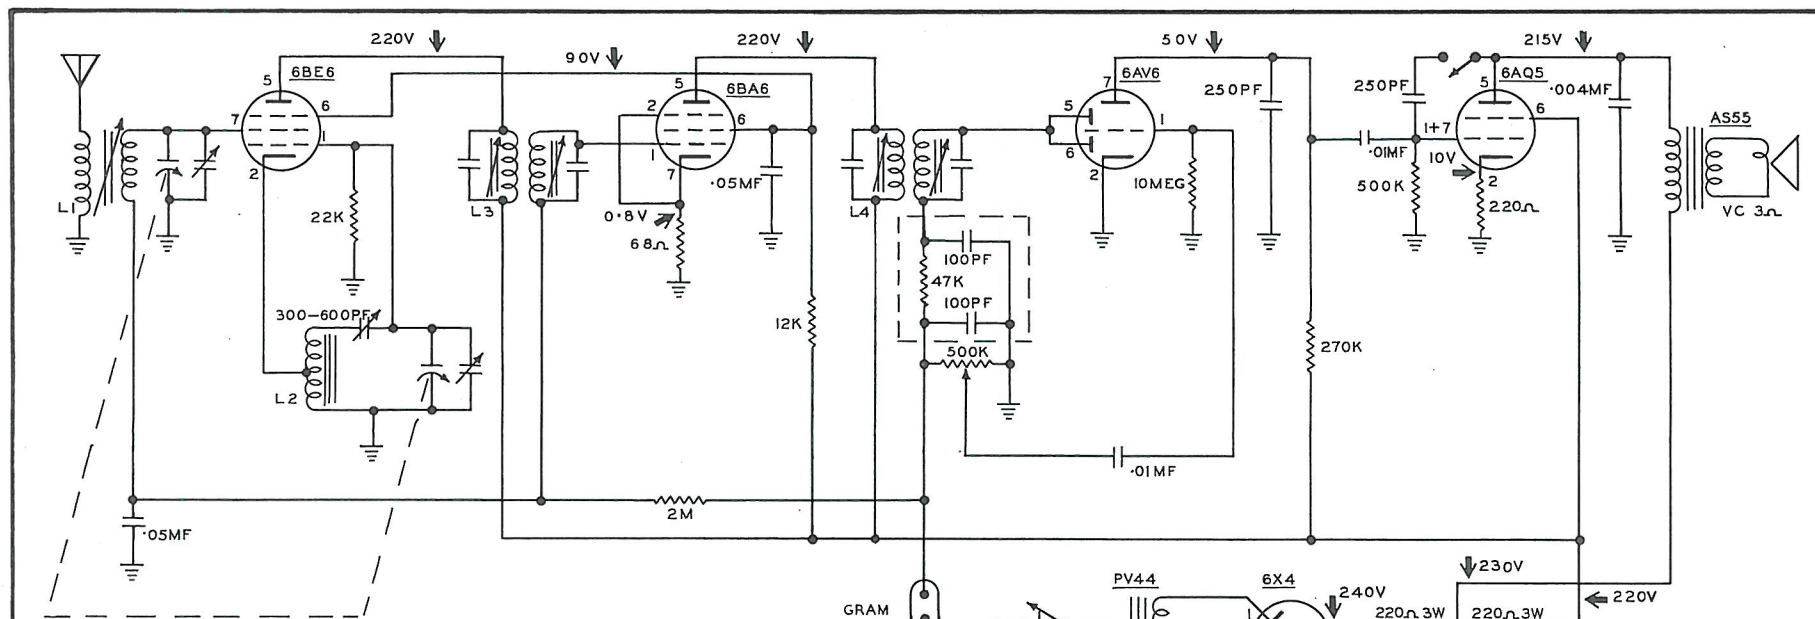 220V
90V
220V
50V
215V
5
6BE6
7
6
1
2
5
6BA6
2
6
1
7
7
6AV6
5
6
1
2
250PF
250PF
5
6AQ5
6
1+7
2
.004MF
AS55
L1
22K
L3
0.8V
68Ω
.05MF
L4
10MEG
.01MF
10V
500K
220Ω
VC 3Ω
100PF
47K
100PF
500K
300-600PF
L2
12K
270K
.01MF
2M
.05MF
GRAM
PV44
6X4
1
240V
230V
220V
220Ω 3W
220Ω 3W